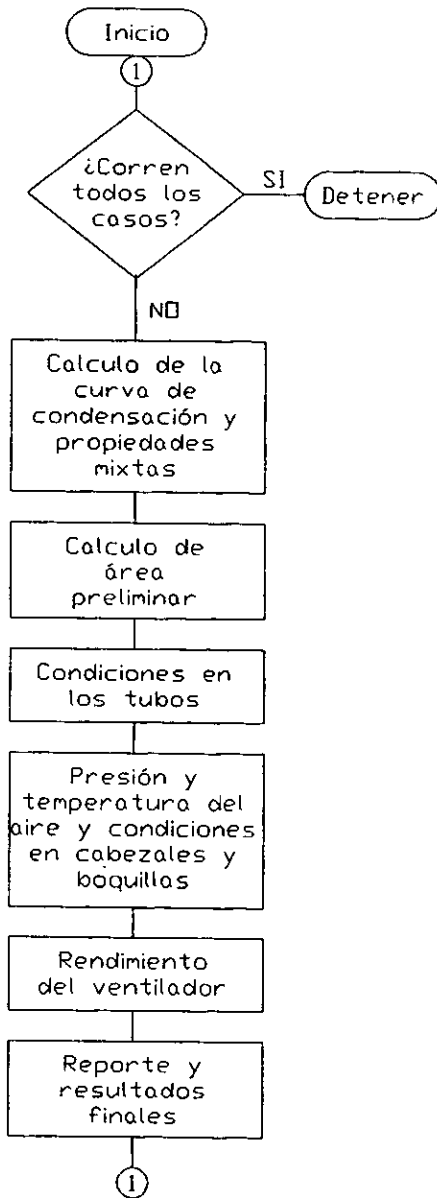 Inicio
1
¿Corren
todos los
casos?
SI
Detener
NO
Calculo de la
curva de
condensación y
propiedades
mixtas
Calculo de
área
preliminar
Condiciones en
los tubos
Presión y
temperatura del
aire y condiciones
en cabezales y
boquillas
Rendimiento
del ventilador
Reporte y
resultados
finales
1